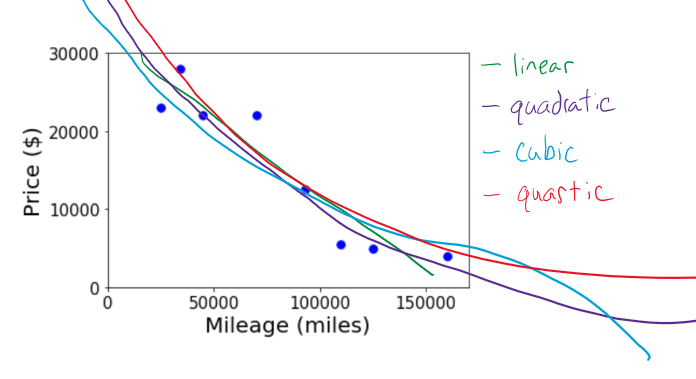 30000
20000
10000
0
Price ($)
0 50000 100000 150000
Mileage (miles)
— linear
— quadratic
— cubic
— quartic